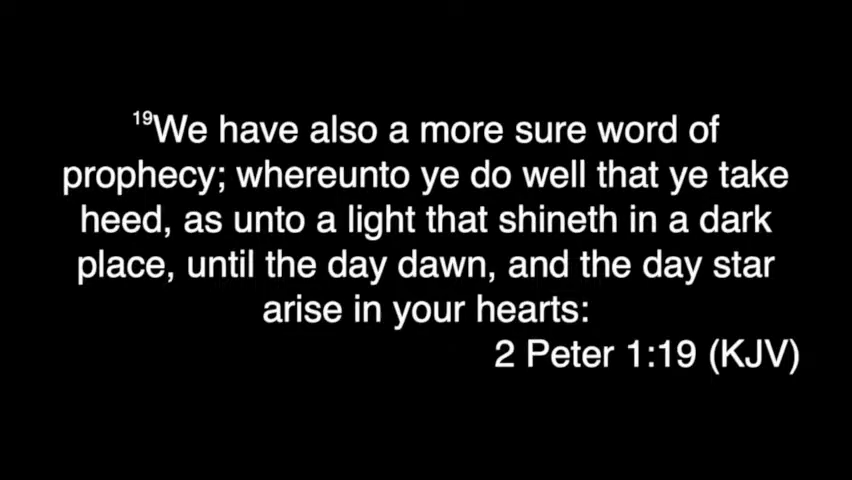 19We have also a more sure word of
prophecy; whereunto ye do well that ye take
heed, as unto a light that shineth in a dark
place, until the day dawn, and the day star
arise in your hearts:
2 Peter 1:19 (KJV)